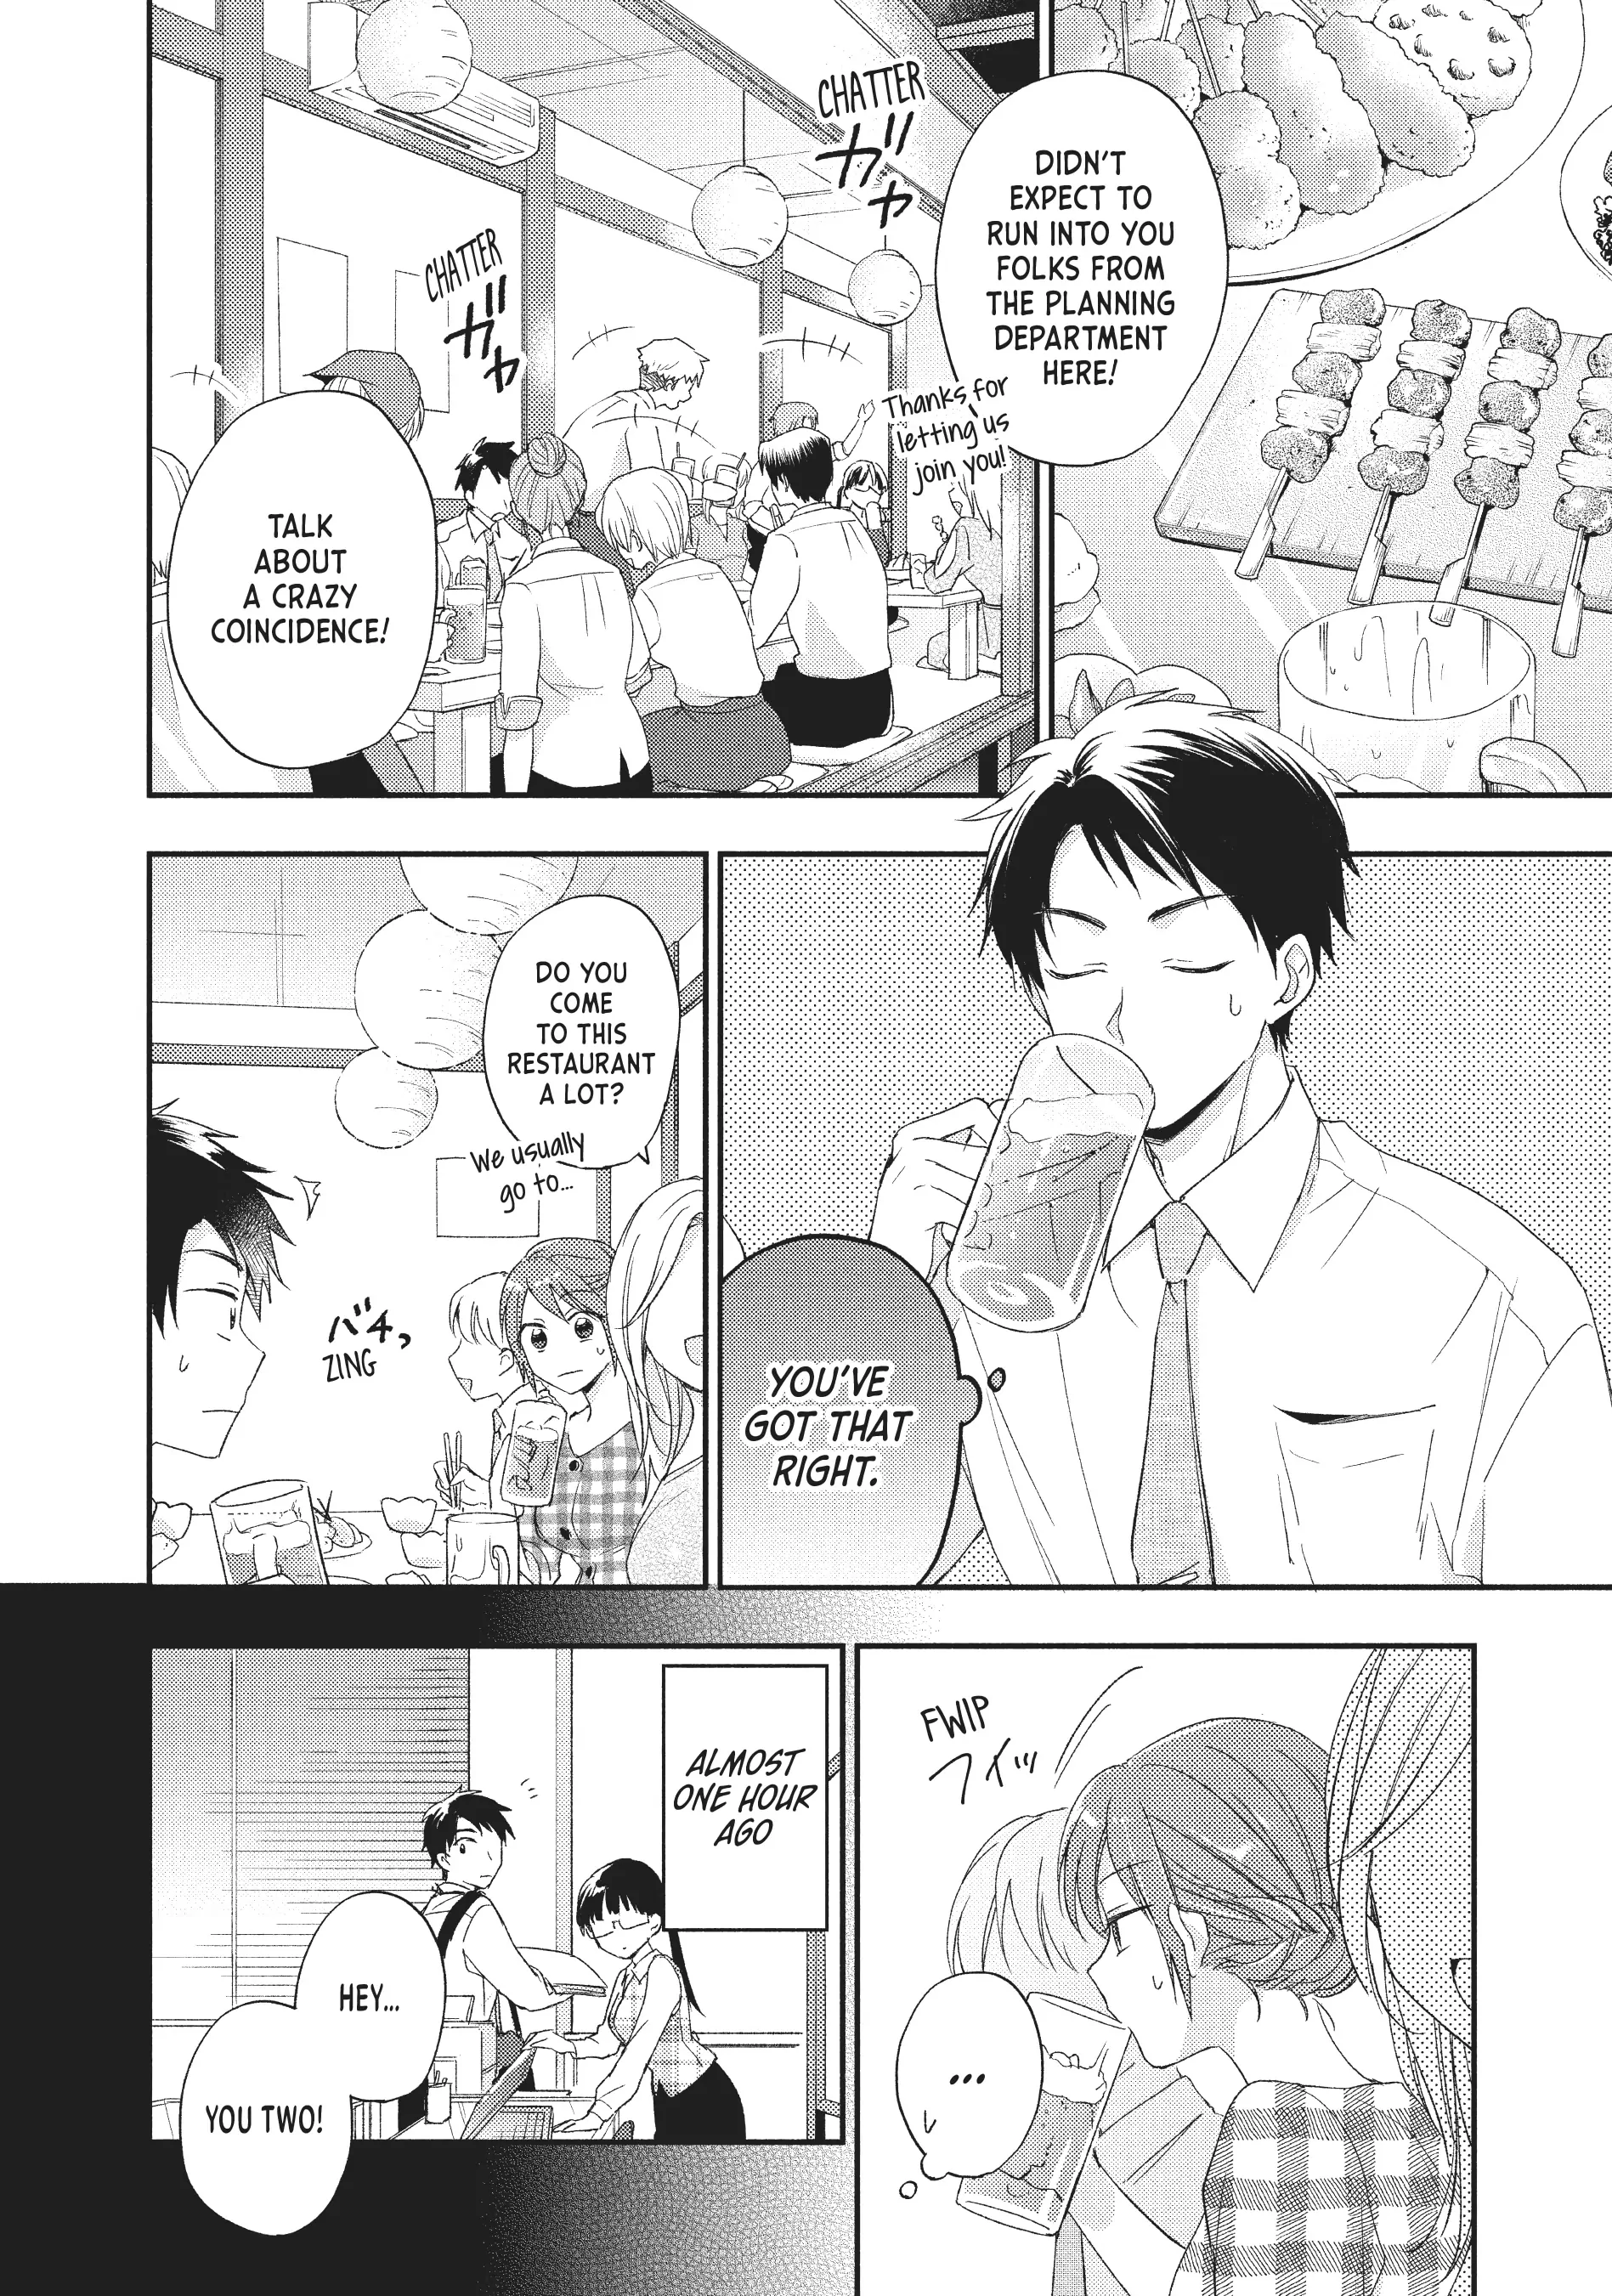 DIDN'T
EXPECT TO
RUN INTO YOU
FOLKS FROM
THE PLANNING
DEPARTMENT
HERE!
Thanks for
letting us
join you!
CHATTER
ガヤ
CHATTER
ガヤ
TALK
ABOUT
A CRAZY
COINCIDENCE!
YOU'VE
GOT THAT
RIGHT.
DO YOU
COME
TO THIS
RESTAURANT
A LOT?
We usually
go to...
バチッ
ZING
FWIP
フイッ
...
ALMOST
ONE HOUR
AGO
HEY...
YOU TWO!